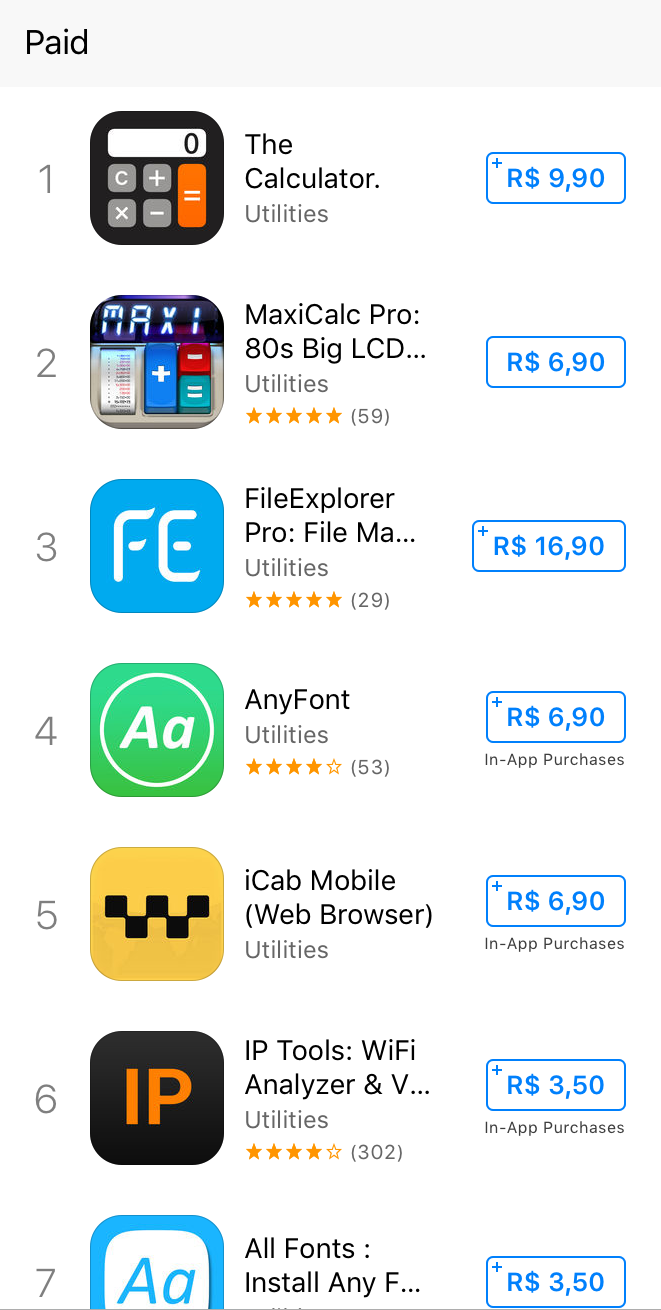 Paid
1
0
C
+
=
×
−
The
Calculator.
Utilities
+
R$ 9,90
2
MAXI
+
−
=
MaxiCalc Pro:
80s Big LCD...
Utilities
★★★★★ (59)
R$ 6,90
3
FE
FileExplorer
Pro: File Ma...
Utilities
★★★★★ (29)
+
R$ 16,90
4
Aa
AnyFont
Utilities
★★★★☆ (53)
+
R$ 6,90
In-App Purchases
5
iCab Mobile
(Web Browser)
Utilities
+
R$ 6,90
In-App Purchases
6
IP
IP Tools: WiFi
Analyzer & V...
Utilities
★★★★☆ (302)
+
R$ 3,50
In-App Purchases
7
Aa
All Fonts :
Install Any F...
+
R$ 3,50